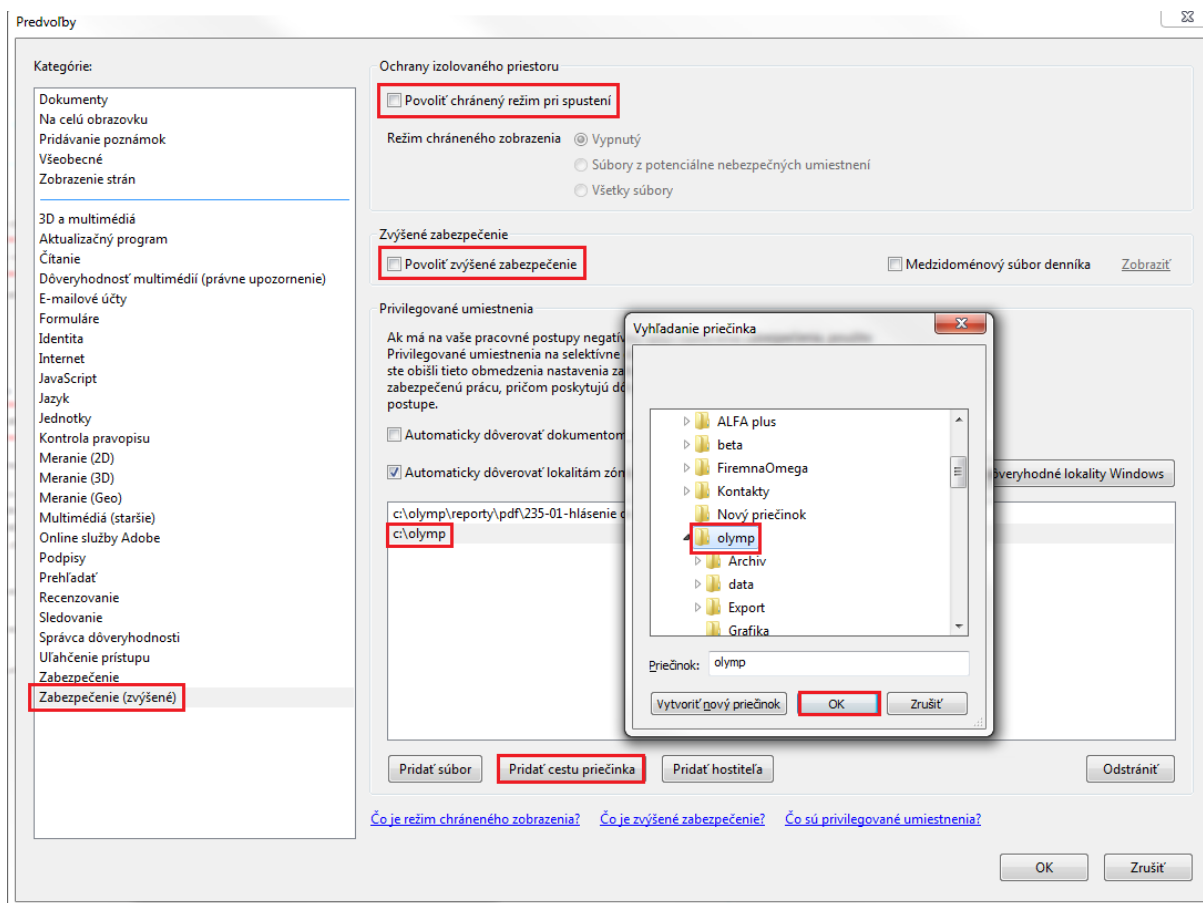 Predvoľby
Kategórie:
Dokumenty
Na celú obrazovku
Pridávanie poznámok
Všeobecné
Zobrazenie strán
3D a multimédiá
Aktualizačný program
Čítanie
Dôveryhodnosť multimédií (právne upozornenie)
E-mailové účty
Formuláre
Identita
Internet
JavaScript
Jazyk
Jednotky
Kontrola pravopisu
Meranie (2D)
Meranie (3D)
Meranie (Geo)
Multimédiá (staršie)
Online služby Adobe
Podpisy
Prehľadať
Recenzovanie
Sledovanie
Správca dôveryhodnosti
Uľahčenie prístupu
Zabezpečenie
Zabezpečenie (zvýšené)
Ochrany izolovaného priestoru
Povoliť chránený režim pri spustení
Režim chráneného zobrazenia
Vypnutý
Súbory z potenciálne nebezpečných umiestnení
Všetky súbory
Zvýšené zabezpečenie
Povoliť zvýšené zabezpečenie
Medzidoménový súbor denníka
Zobraziť
Privilegované umiestnenia
Ak má na vaše pracovné postupy negatív
Privilegované umiestnenia na selektívne
ste obišli tieto obmedzenia nastavenia za
zabezpečenú prácu, pričom poskytujú dô
postupe.
Automaticky dôverovať dokumentom
Automaticky dôverovať lokalitám zón
ôveryhodné lokality Windows
c:\olymp\reporty\pdf\235-01-hlásenie
c:\olymp
Vyhľadanie priečinka
ALFA plus
beta
FiremnaOmega
Kontakty
Nový priečinok
olymp
Archiv
data
Export
Grafika
Priečinok:
olymp
Vytvoriť nový priečinok
OK
Zrušiť
Pridať súbor
Pridať cestu priečinka
Pridať hostiteľa
Odstrániť
Čo je režim chráneného zobrazenia?
Čo je zvýšené zabezpečenie?
Čo sú privilegované umiestnenia?
OK
Zrušiť